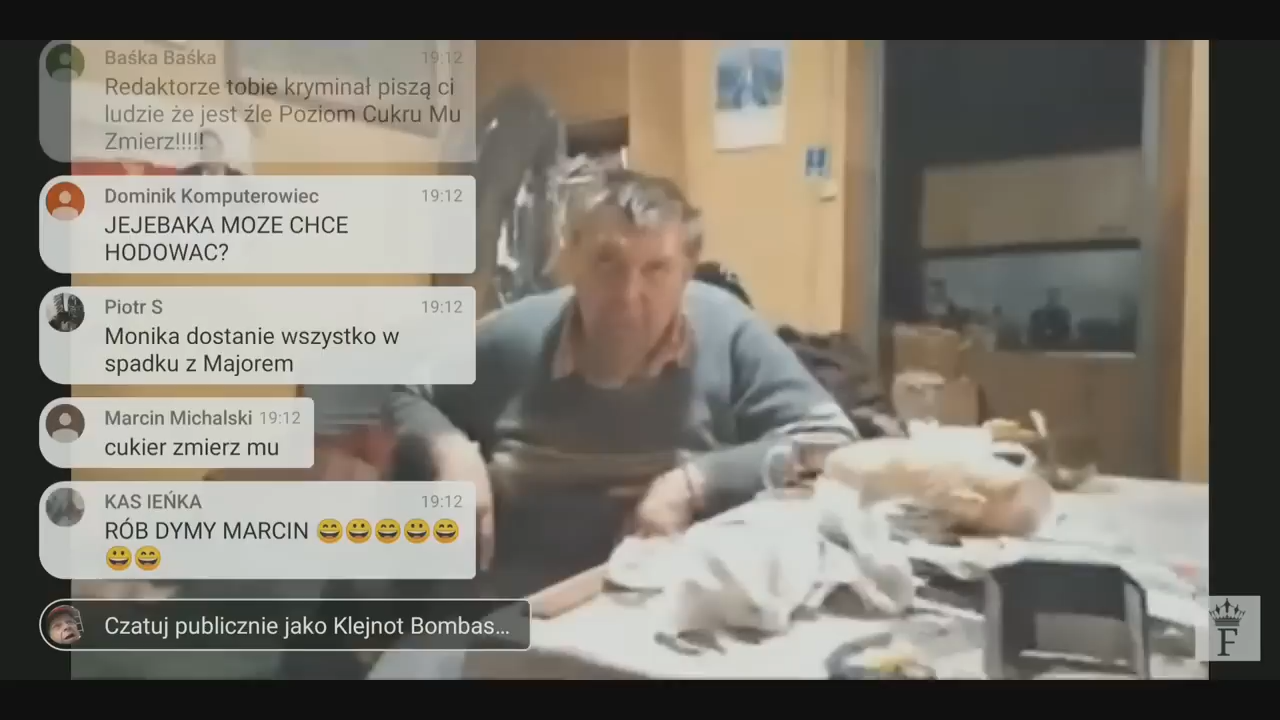 Baśka Baśka 19:12
Redaktorze tobie kryminał piszą ci
ludzie że jest źle Poziom Cukru Mu
Zmierz!!!!!
Dominik Komputerowiec 19:12
JEJEBAKA MOZE CHCE
HODOWAC?
Piotr S 19:12
Monika dostanie wszystko w
spadku z Majorem
Marcin Michalski 19:12
cukier zmierz mu
KAS IEŃKA 19:12
RÓB DYMY MARCIN 😄😀😄😀😄
😀😄
Czatuj publicznie jako Klejnot Bombas...
F